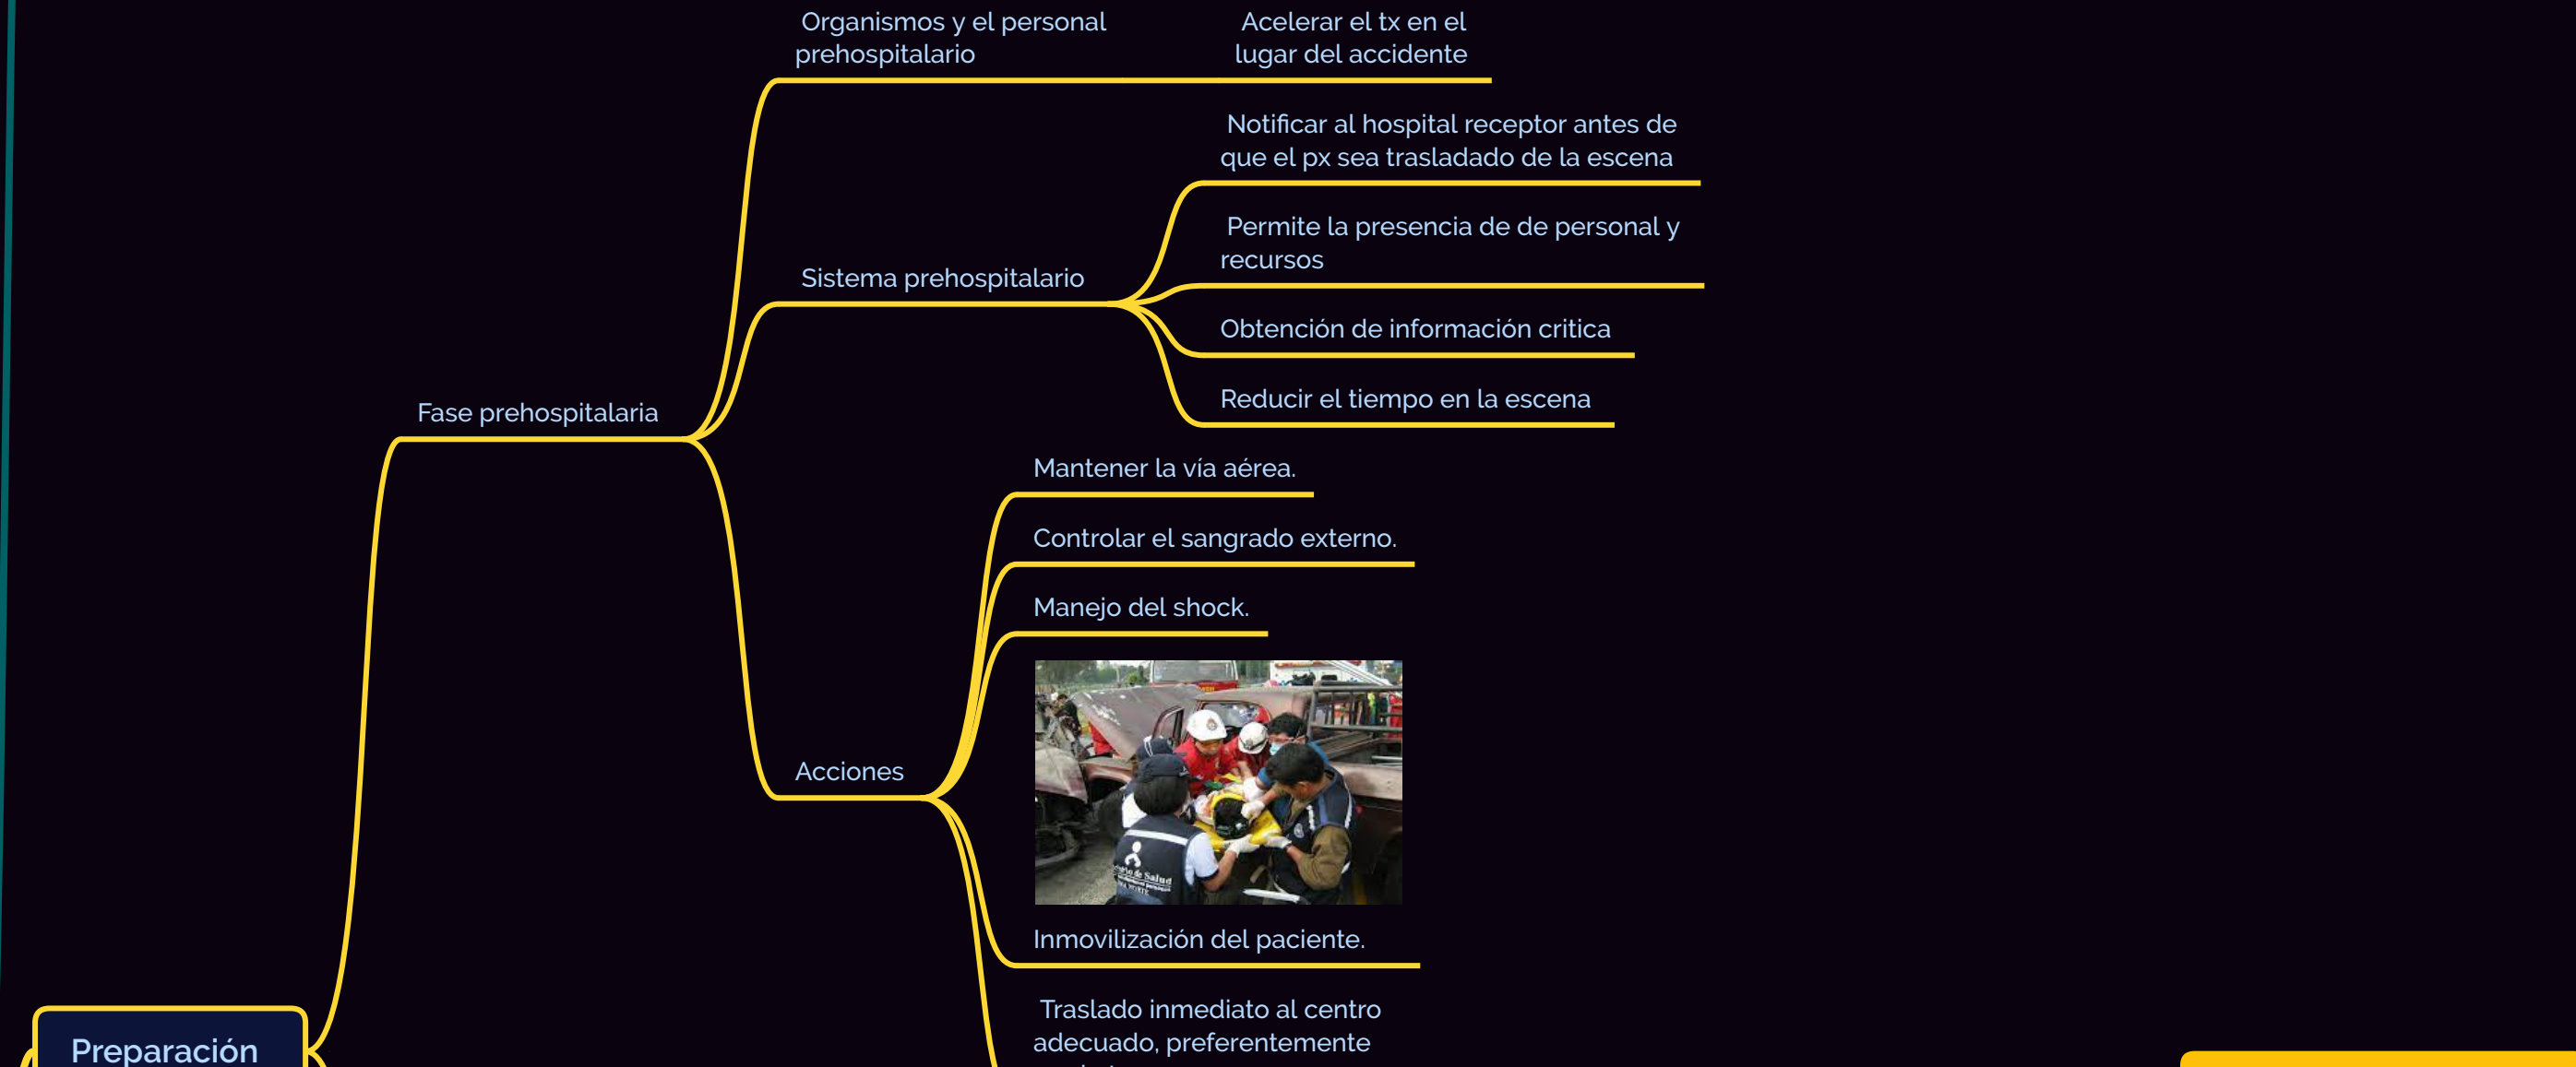 Organismos y el personal
prehospitalario
Acelerar el tx en el
lugar del accidente
Notificar al hospital receptor antes de
que el px sea trasladado de la escena
Permite la presencia de de personal y
recursos
Sistema prehospitalario
Obtención de información critica
Reducir el tiempo en la escena
Fase prehospitalaria
Mantener la vía aérea.
Controlar el sangrado externo.
Manejo del shock.
Acciones
de Salud
Inmovilización del paciente.
Traslado inmediato al centro
adecuado, preferentemente
Preparación